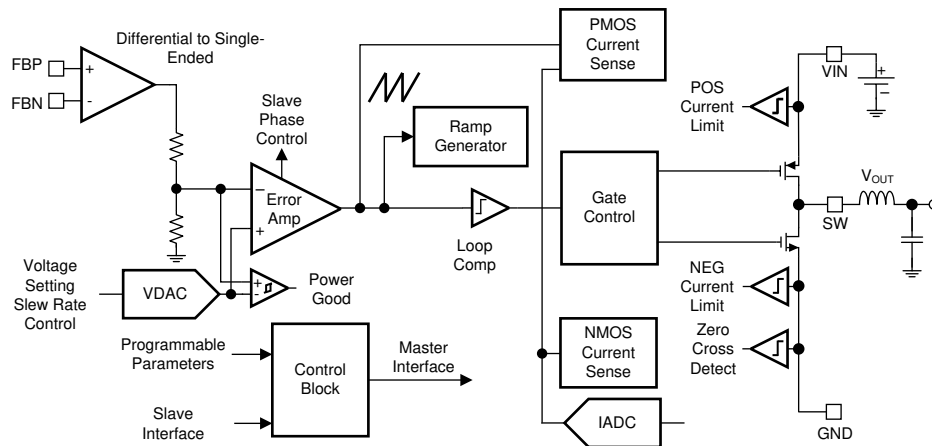 Differential to Single-
Ended
FBP
FBN
+
-
PMOS
Current
Sense
VIN
+
−
POS
Current
Limit
Slave
Phase
Control
Ramp
Generator
−
Error
Amp
+
Loop
Comp
Gate
Control
VOUT
SW
Voltage
Setting
Slew Rate
Control
VDAC
+
-
Power
Good
NEG
Current
Limit
Zero
Cross
Detect
Programmable
Parameters
Control
Block
Master
Interface
NMOS
Current
Sense
Slave
Interface
IADC
GND